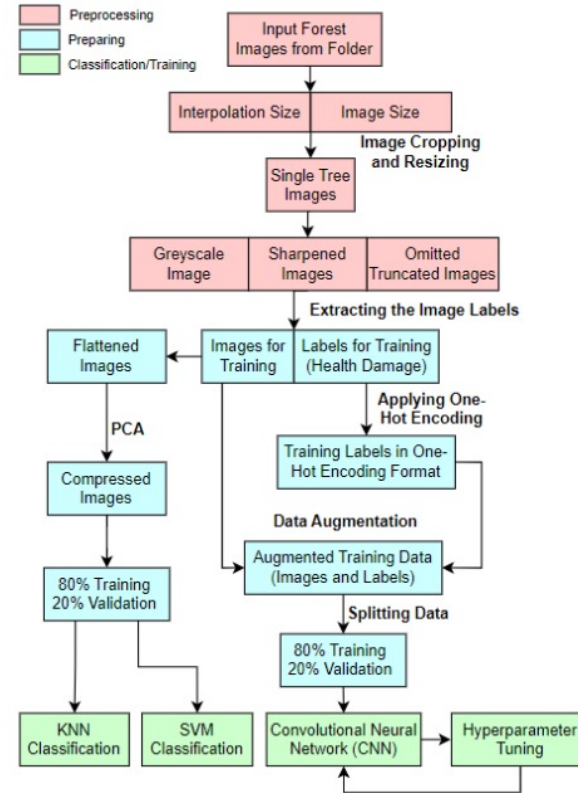 Preprocessing
Preparing
Classification/Training
Input Forest
Images from Folder
Interpolation Size
Image Size
Image Cropping
and Resizing
Single Tree
Images
Greyscale
Image
Sharpened
Images
Omitted
Truncated Images
Extracting the Image Labels
Flattened
Images
Images for
Training
Labels for Training
(Health Damage)
PCA
Applying One-
Hot Encoding
Compressed
Images
Training Labels in One-
Hot Encoding Format
Data Augmentation
Augmented Training Data
(Images and Labels)
80% Training
20% Validation
Splitting Data
80% Training
20% Validation
KNN
Classification
SVM
Classification
Convolutional Neural
Network (CNN)
Hyperparameter
Tuning